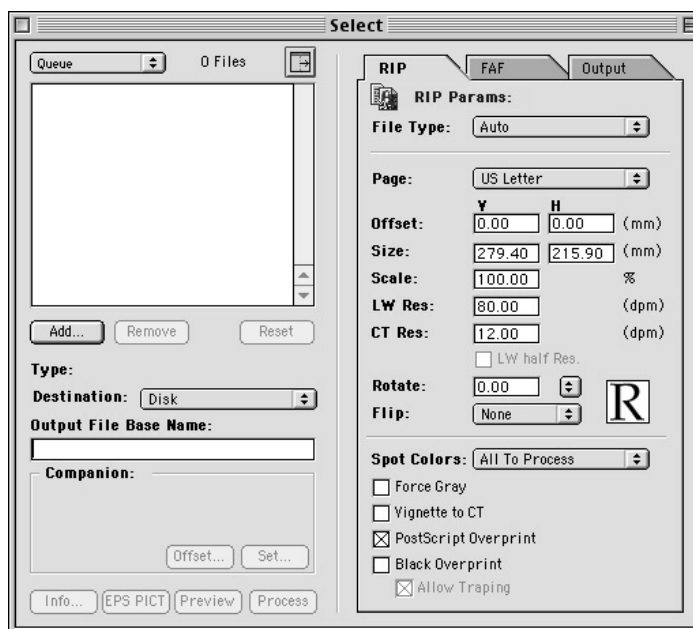 Select
Queue 0 Files
Add... Remove Reset
Type:
Destination: Disk
Output File Base Name:
Companion:
Offset... Set...
Info... EPS PICT Preview Process
RIP FAF Output
RIP Params:
File Type: Auto
Page: US Letter
V H
Offset: 0.00 0.00 (mm)
Size: 279.40 215.90 (mm)
Scale: 100.00 %
LW Res: 80.00 (dpm)
CT Res: 12.00 (dpm)
LW half Res.
Rotate: 0.00
R
Flip: None
Spot Colors: All To Process
Force Gray
Vignette to CT
PostScript Overprint
Black Overprint
Allow Traping